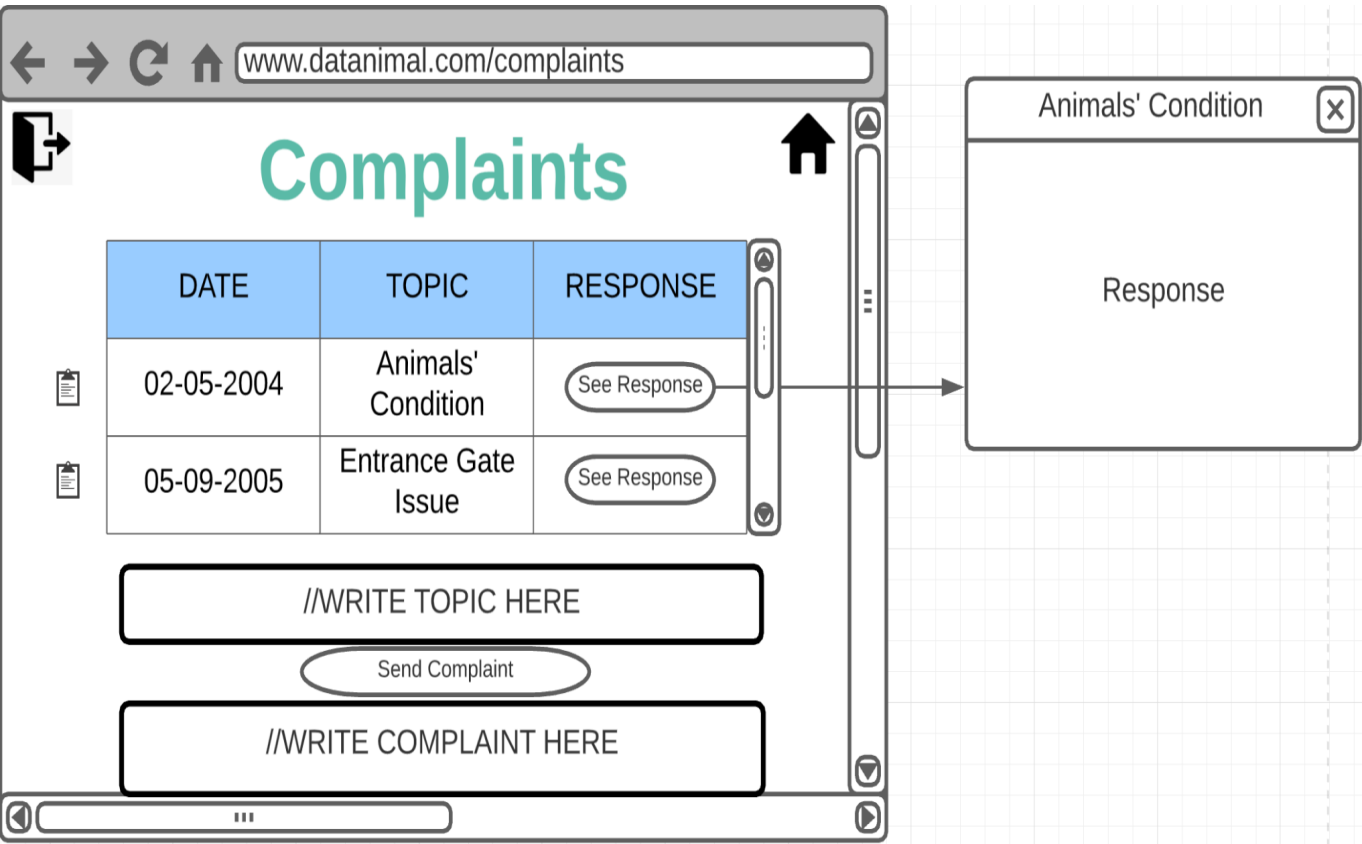 www.datanimal.com/complaints
Complaints
DATE TOPIC RESPONSE
02-05-2004 Animals' Condition See Response
05-09-2005 Entrance Gate Issue See Response
//WRITE TOPIC HERE
Send Complaint
//WRITE COMPLAINT HERE
Animals' Condition
Response